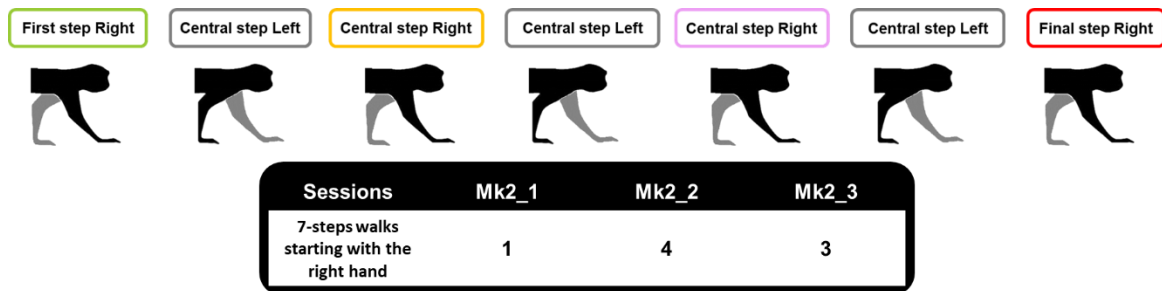 First step Right
Central step Left
Central step Right
Central step Left
Central step Right
Central step Left
Final step Right
Sessions Mk2_1 Mk2_2 Mk2_3
7-steps walks
starting with the 1 4 3
right hand